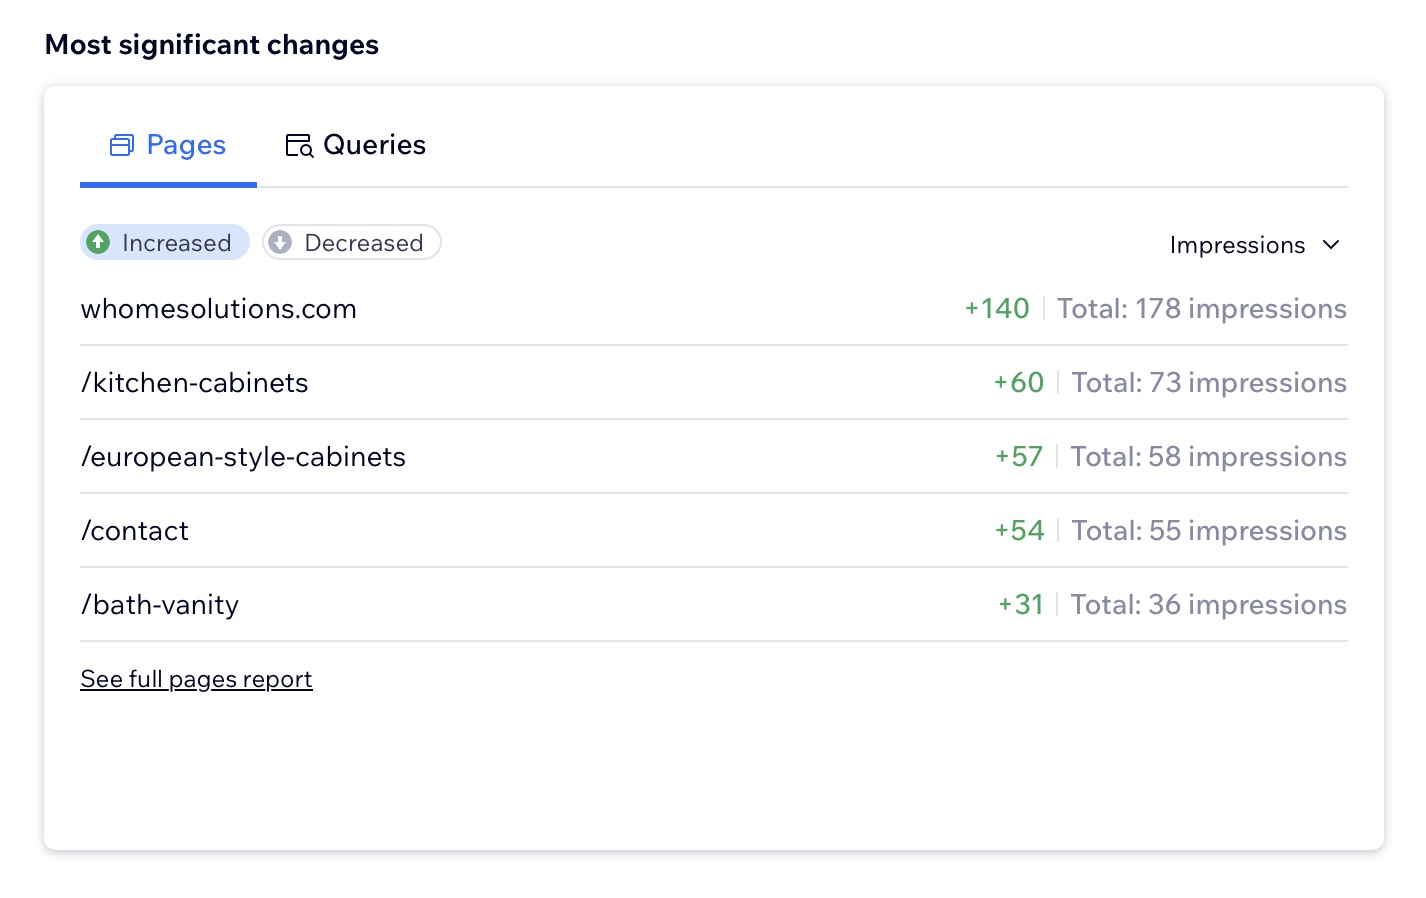 Most significant changes
Pages Queries
Increased Decreased Impressions
whomesolutions.com +140 Total: 178 impressions
/kitchen-cabinets +60 Total: 73 impressions
/european-style-cabinets +57 Total: 58 impressions
/contact +54 Total: 55 impressions
/bath-vanity +31 Total: 36 impressions
See full pages report